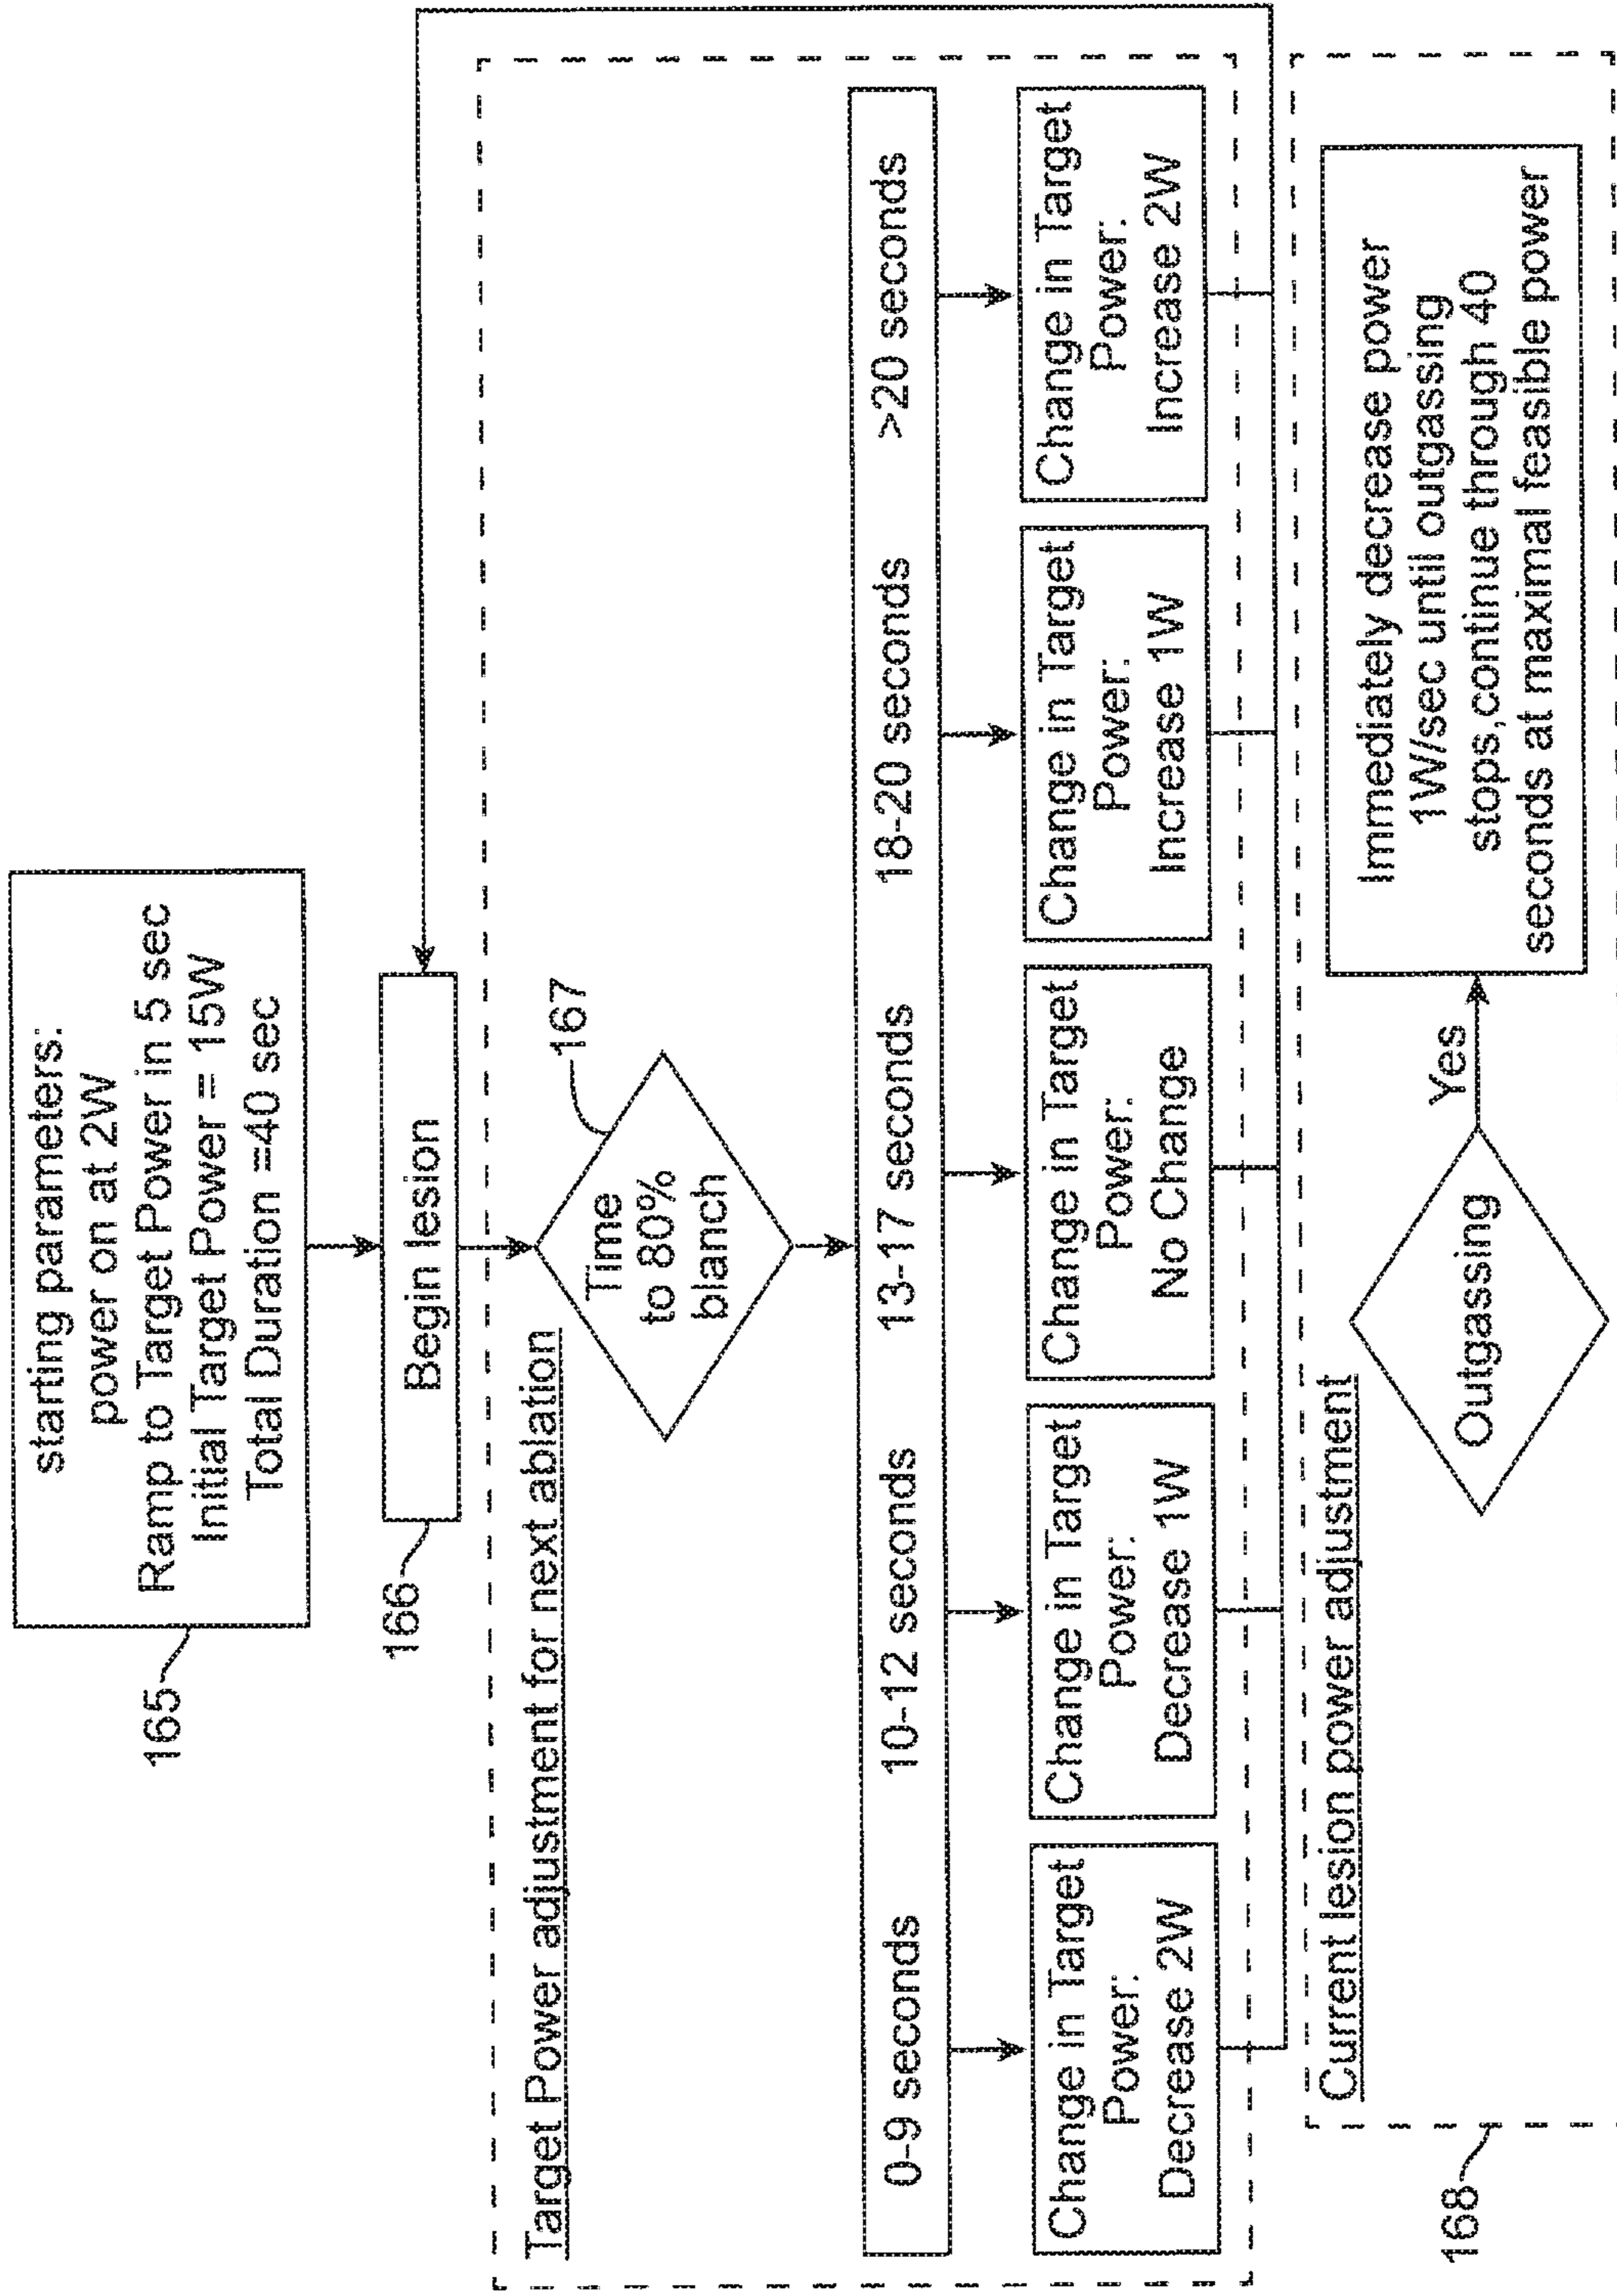 starting parameters:
power on at 2W
Ramp to Target Power in 5 sec
Initial Target Power = 15W
Total Duration =40 sec
165
Begin lesion
166
Target Power adjustment for next ablation
Time
to 80%
blanch
167
0-9 seconds 10-12 seconds 13-17 seconds 18-20 seconds >20 seconds
Change in Target
Power:
Decrease 2W
Change in Target
Power:
Decrease 1W
Change in Target
Power:
No Change
Change in Target
Power:
Increase 1W
Change in Target
Power:
Increase 2W
Current lesion power adjustment
168
Outgassing
Yes
Immediately decrease power
1W/sec until outgassing
stops,continue through 40
seconds at maximal feasible power